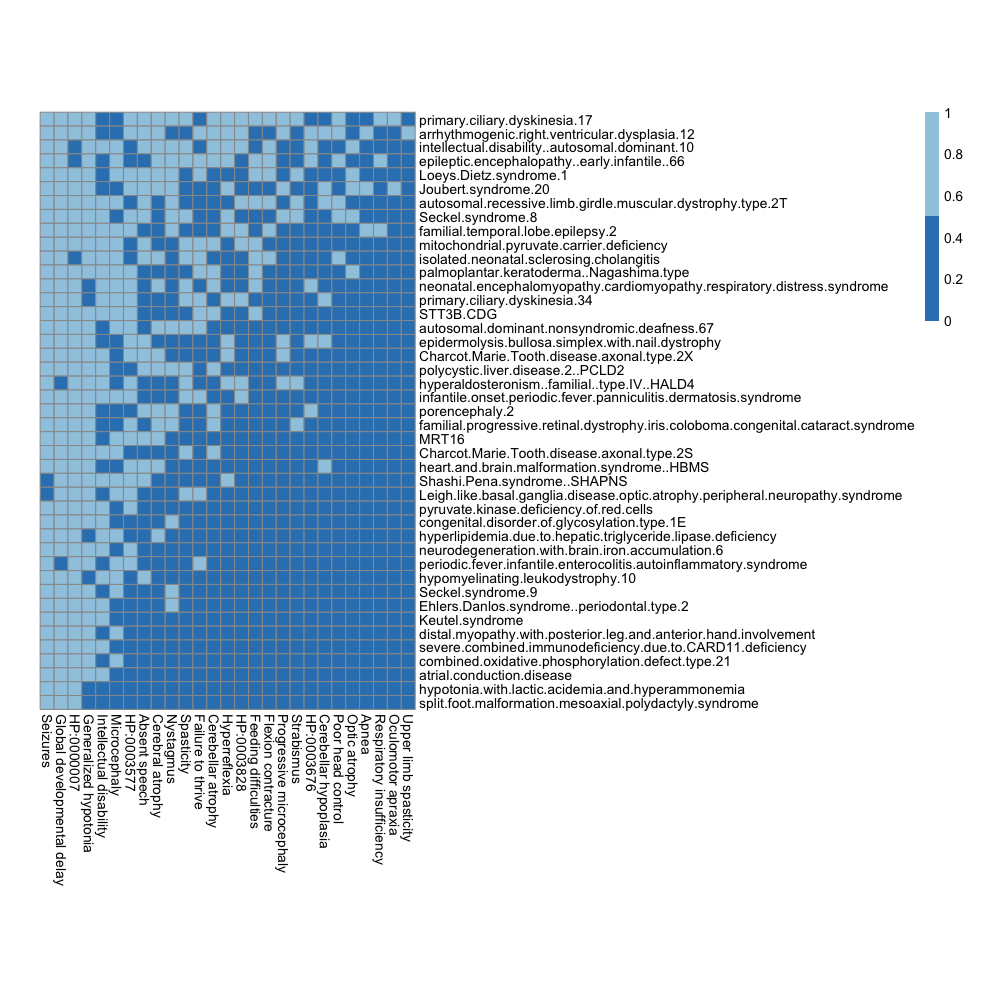 primary.ciliary.dyskinesia.17
arrhythmogenic.right.ventricular.dysplasia.12
intellectual.disability..autosomal.dominant.10
epileptic.encephalopathy..early.infantile..66
Loeys.Dietz.syndrome.1
Joubert.syndrome.20
autosomal.recessive.limb.girdle.muscular.dystrophy.type.2T
Seckel.syndrome.8
familial.temporal.lobe.epilepsy.2
mitochondrial.pyruvate.carrier.deficiency
isolated.neonatal.sclerosing.cholangitis
palmoplantar.keratoderma..Nagashima.type
neonatal.encephalomyopathy.cardiomyopathy.respiratory.distress.syndrome
primary.ciliary.dyskinesia.34
STT3B.CDG
autosomal.dominant.nonsyndromic.deafness.67
epidermolysis.bullosa.simplex.with.nail.dystrophy
Charcot.Marie.Tooth.disease.axonal.type.2X
polycystic.liver.disease.2..PCLD2
hyperaldosteronism..familial..type.IV..HALD4
infantile.onset.periodic.fever.panniculitis.dermatosis.syndrome
porencephaly.2
familial.progressive.retinal.dystrophy.iris.coloboma.congenital.cataract.syndrome
MRT16
Charcot.Marie.Tooth.disease.axonal.type.2S
heart.and.brain.malformation.syndrome..HBMS
Shashi.Pena.syndrome..SHAPNS
Leigh.like.basal.ganglia.disease.optic.atrophy.peripheral.neuropathy.syndrome
pyruvate.kinase.deficiency.of.red.cells
congenital.disorder.of.glycosylation.type.1E
hyperlipidemia.due.to.hepatic.triglyceride.lipase.deficiency
neurodegeneration.with.brain.iron.accumulation.6
periodic.fever.infantile.enterocolitis.autoinflammatory.syndrome
hypomyelinating.leukodystrophy.10
Seckel.syndrome.9
Ehlers.Danlos.syndrome..periodontal.type.2
Keutel.syndrome
distal.myopathy.with.posterior.leg.and.anterior.hand.involvement
severe.combined.immunodeficiency.due.to.CARD11.deficiency
combined.oxidative.phosphorylation.defect.type.21
atrial.conduction.disease
hypotonia.with.lactic.acidemia.and.hyperammonemia
split.foot.malformation.mesoaxial.polydactyly.syndrome
Seizures
Global developmental delay
HP:0000007
Generalized hypotonia
Intellectual disability
Microcephaly
HP:0003577
Absent speech
Cerebral atrophy
Nystagmus
Spasticity
Failure to thrive
Cerebellar atrophy
Hyperreflexia
HP:0003828
Feeding difficulties
Flexion contracture
Progressive microcephaly
Strabismus
HP:0003676
Cerebellar hypoplasia
Poor head control
Optic atrophy
Apnea
Respiratory insufficiency
Oculomotor apraxia
Upper limb spasticity
1
0.8
0.6
0.4
0.2
0